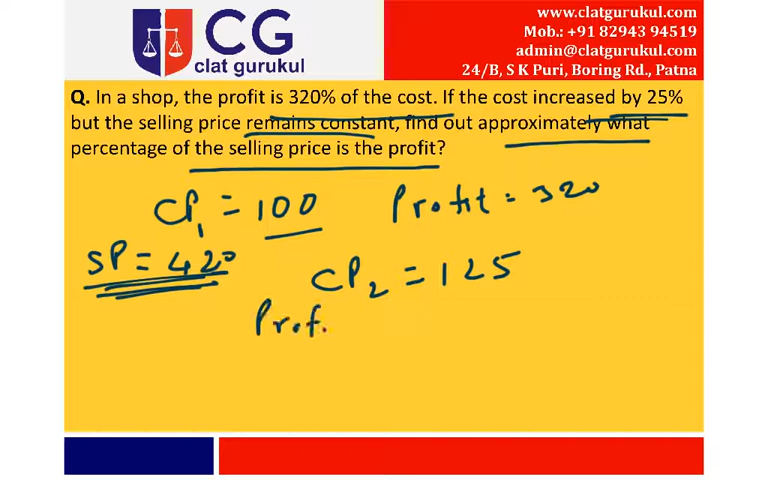 CG
clat gurukul
www.clatgurukul.com
Mob.: +91 82943 94519
admin@clatgurukul.com
24/B, S K Puri, Boring Rd., Patna
Q. In a shop, the profit is 320% of the cost. If the cost increased by 25%
but the selling price remains constant, find out approximately what
percentage of the selling price is the profit?
CP1 = 100 Profit = 320
SP = 420
CP2 = 125
Prof